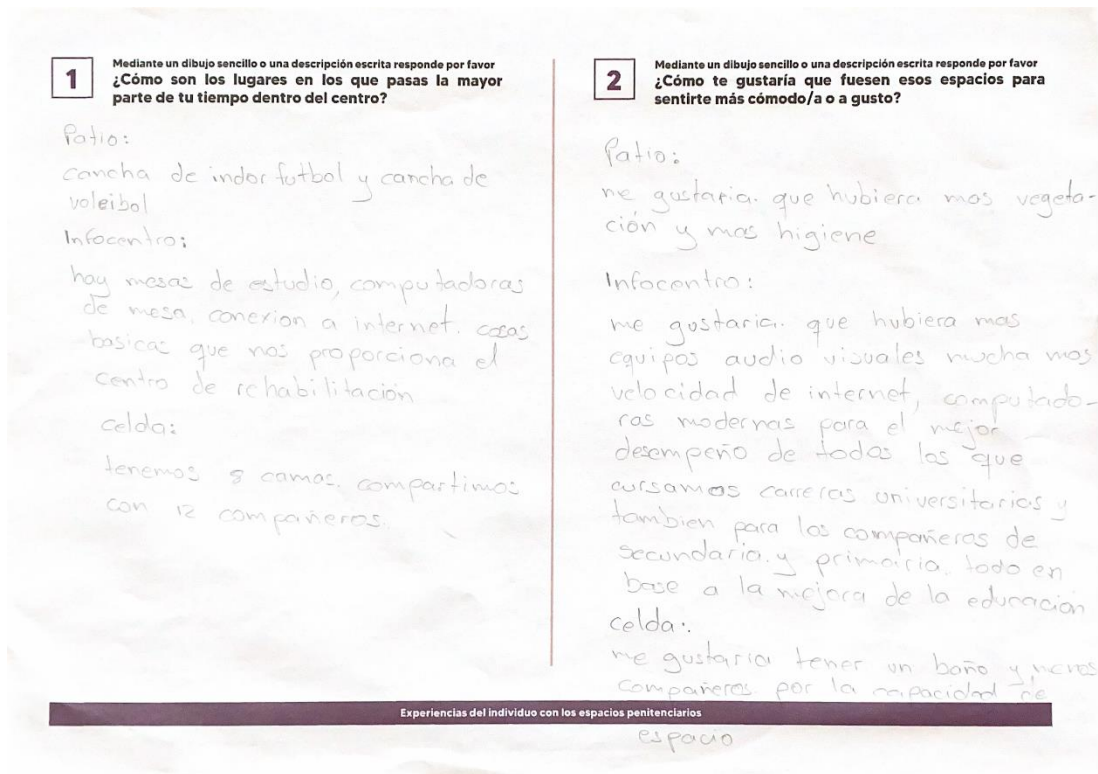 1
Mediante un dibujo sencillo o una descripción escrita responde por favor
¿Cómo son los lugares en los que pasas la mayor
parte de tu tiempo dentro del centro?
Patio:
cancha de indor futbol y cancha de
voleibol
Infocentro:
hay mesas de estudio, computadoras
de mesa. conexion a internet. cosas
basicas que nos proporciona el
centro de rehabilitación
celda:
tenemos 8 camas. compartimos
con 12 compañeros.
2
Mediante un dibujo sencillo o una descripción escrita responde por favor
¿Cómo te gustaría que fuesen esos espacios para
sentirte más cómodo/a o a gusto?
Patio:
me gustaria. que hubiera mas vegeta-
ción y mas higiene
Infocentro:
me gustaria. que hubiera mas
equipos audio visuales mucha mas
velocidad de internet, computado-
ras modernas para el mejor
desempeño de todos los que
cursamos carreras universitarias y
tambien para los compañeros de
secundaria. y primairia. todo en
base a la mejora de la educación
celda:.
me gustaria tener un baño y menos
compañeros por la capacidad de
espacio
Experiencias del individuo con los espacios penitenciarios